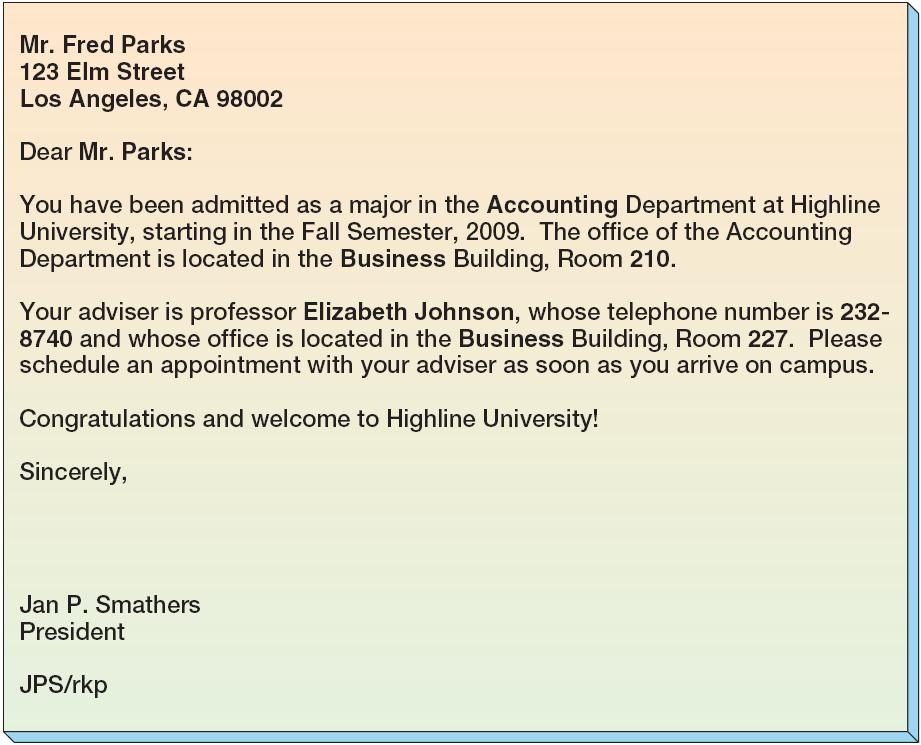 Mr. Fred Parks
123 Elm Street
Los Angeles, CA 98002
Dear Mr. Parks:
You have been admitted as a major in the Accounting Department at Highline
University, starting in the Fall Semester, 2009.  The office of the Accounting
Department is located in the Business Building, Room 210.
Your adviser is professor Elizabeth Johnson, whose telephone number is 232-
8740 and whose office is located in the Business Building, Room 227.  Please
schedule an appointment with your adviser as soon as you arrive on campus.
Congratulations and welcome to Highline University!
Sincerely,
Jan P. Smathers
President
JPS/rkp